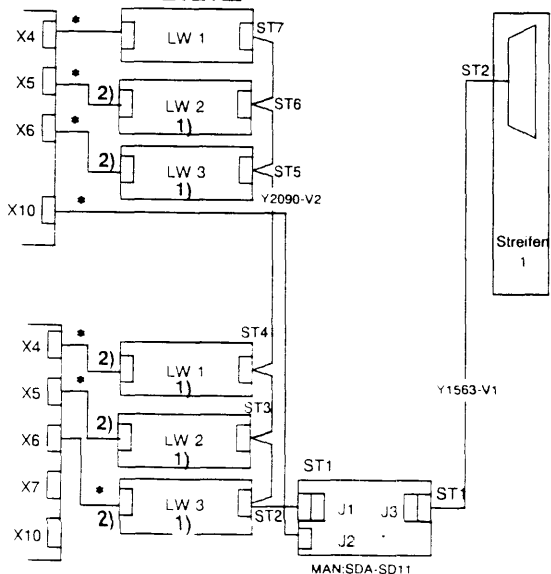 X4
*
LW 1
ST7
X5
*
2)
LW 2
1)
ST6
X6
*
2)
LW 3
1)
ST5
X10
*
Y2090-V2
ST2
Streifen
1
X4
*
2)
LW 1
1)
ST4
X5
*
2)
LW 2
1)
ST3
X6
*
2)
LW 3
1)
ST2
X7
X10
Y1563-V1
ST1
J1
J3
ST1
J2
MAN:SDA-SD11